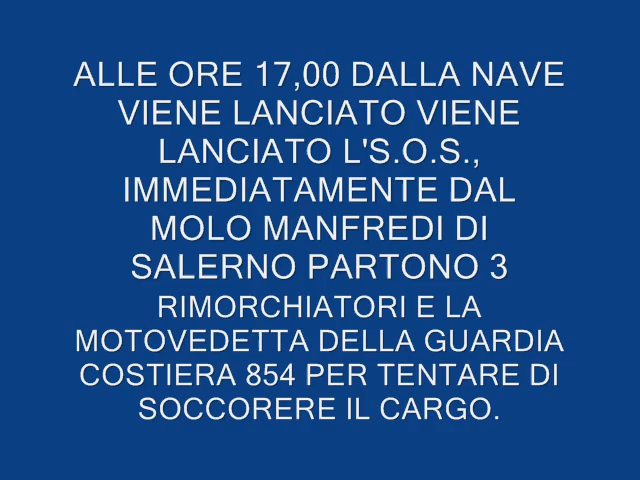 ALLE ORE 17,00 DALLA NAVE
VIENE LANCIATO VIENE
LANCIATO L'S.O.S.,
IMMEDIATAMENTE DAL
MOLO MANFREDI DI
SALERNO PARTONO 3
RIMORCHIATORI E LA
MOTOVEDETTA DELLA GUARDIA
COSTIERA 854 PER TENTARE DI
SOCCORERE IL CARGO.